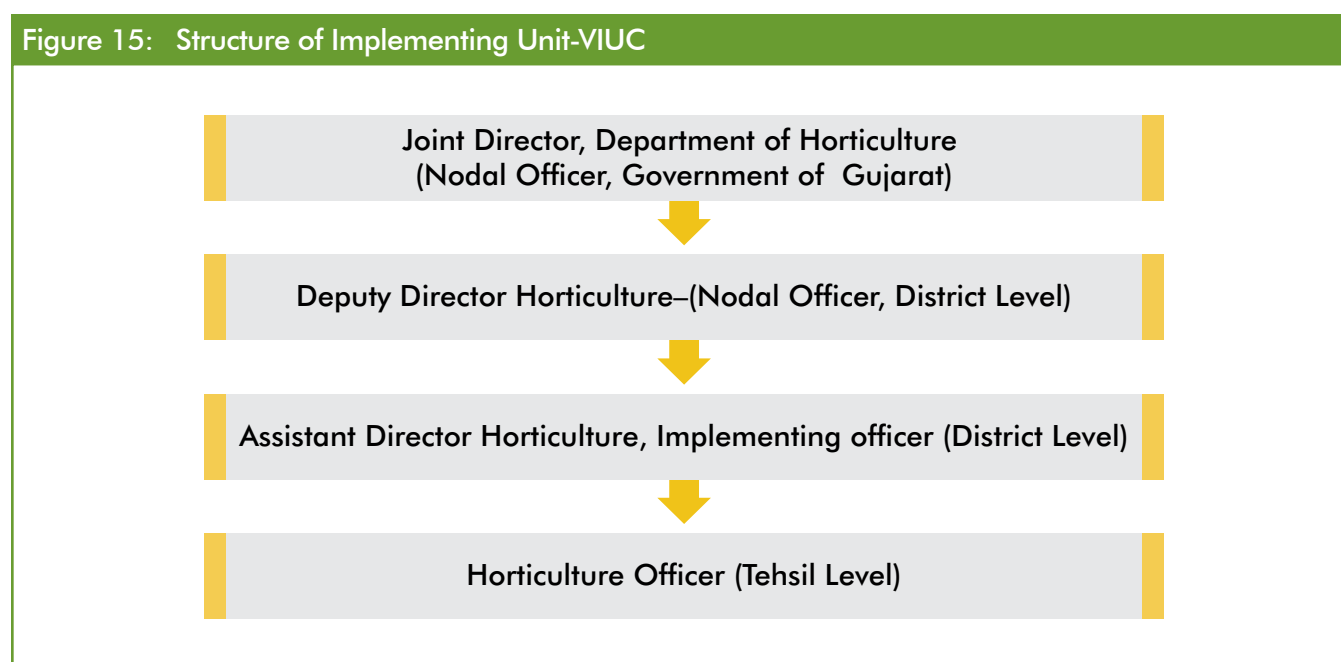 Figure 15: Structure of Implementing Unit-VIUC
Joint Director, Department of Horticulture
(Nodal Officer, Government of Gujarat)
Deputy Director Horticulture–(Nodal Officer, District Level)
Assistant Director Horticulture, Implementing officer (District Level)
Horticulture Officer (Tehsil Level)